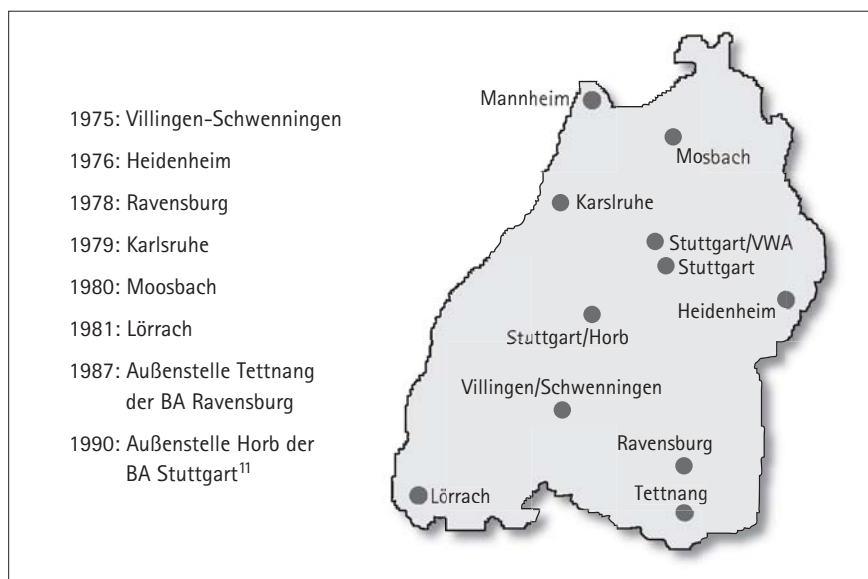 1975: Villingen-Schwenningen
1976: Heidenheim
1978: Ravensburg
1979: Karlsruhe
1980: Moosbach
1981: Lörrach
1987: Außenstelle Tettnang
der BA Ravensburg
1990: Außenstelle Horb der
BA Stuttgart¹¹
Mannheim
Mosbach
Karslruhe
Stuttgart/VWA
Stuttgart
Heidenheim
Stuttgart/Horb
Villingen/Schwenningen
Ravensburg
Tettnang
Lörrach